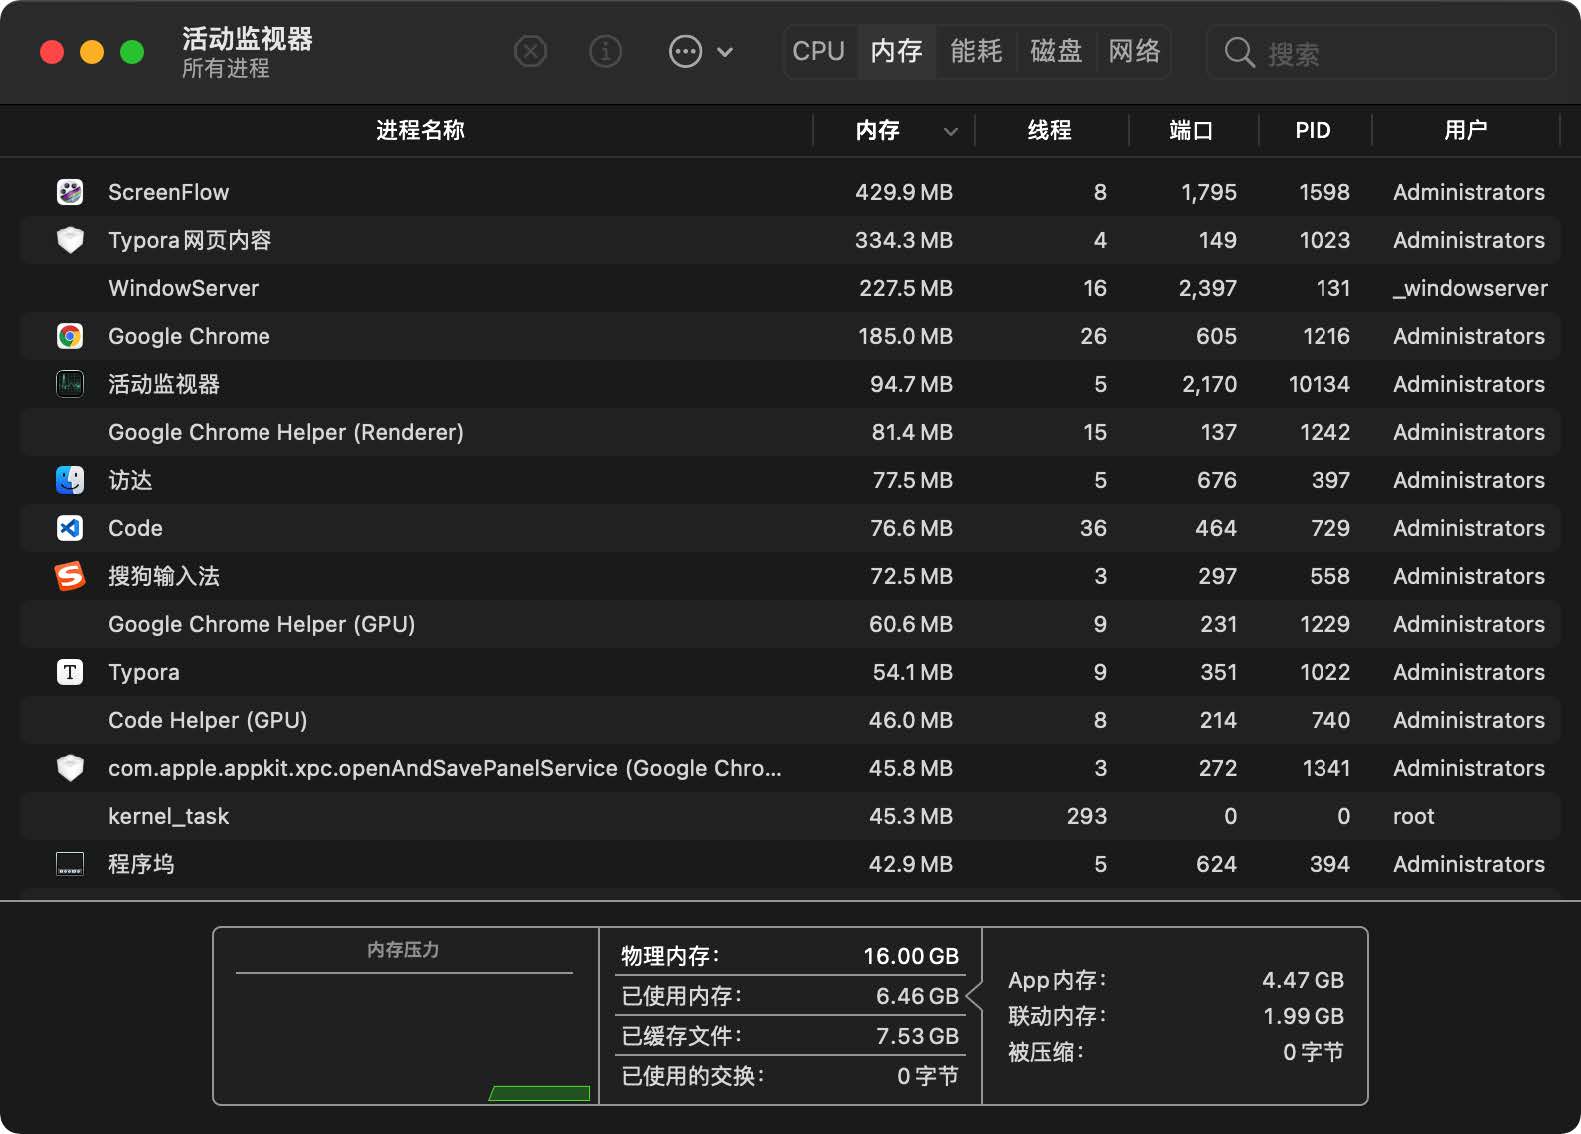 活动监视器
所有进程
CPU 内存 能耗 磁盘 网络 搜索
进程名称 内存 线程 端口 PID 用户
ScreenFlow 429.9 MB 8 1,795 1598 Administrators
Typora网页内容 334.3 MB 4 149 1023 Administrators
WindowServer 227.5 MB 16 2,397 131 _windowserver
Google Chrome 185.0 MB 26 605 1216 Administrators
活动监视器 94.7 MB 5 2,170 10134 Administrators
Google Chrome Helper (Renderer) 81.4 MB 15 137 1242 Administrators
访达 77.5 MB 5 676 397 Administrators
Code 76.6 MB 36 464 729 Administrators
搜狗输入法 72.5 MB 3 297 558 Administrators
Google Chrome Helper (GPU) 60.6 MB 9 231 1229 Administrators
T Typora 54.1 MB 9 351 1022 Administrators
Code Helper (GPU) 46.0 MB 8 214 740 Administrators
com.apple.appkit.xpc.openAndSavePanelService (Google Chro... 45.8 MB 3 272 1341 Administrators
kernel_task 45.3 MB 293 0 0 root
程序坞 42.9 MB 5 624 394 Administrators
内存压力
物理内存: 16.00 GB
已使用内存: 6.46 GB
已缓存文件: 7.53 GB
已使用的交换: 0 字节
App内存: 4.47 GB
联动内存: 1.99 GB
被压缩: 0 字节